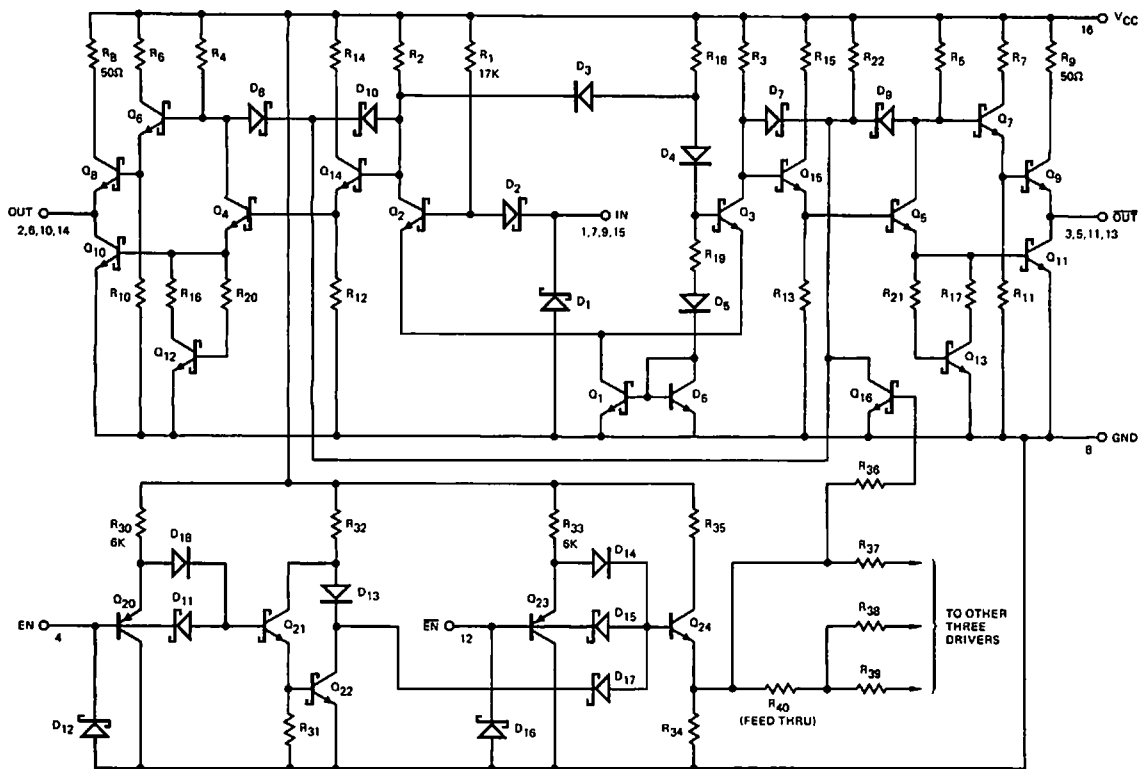 VCC
16
R8
50Ω
R6
R4
R14
R2
R1
17K
R18
R3
R15
R22
R5
R7
R9
50Ω
D3
Q6
D8
D10
D7
D9
Q7
Q8
Q14
D4
Q15
Q9
OUT
2,6,10,14
Q4
Q2
D2
IN
1,7,9,15
Q3
Q5
OUT
3,5,11,13
Q10
R19
Q11
R10
R16
R20
R12
D1
D5
R13
R21
R17
R11
Q12
Q13
Q1
D6
Q16
GND
8
R36
R30
6K
R32
R33
6K
R35
D18
D14
R37
Q20
D11
D13
Q23
D15
EN
4
Q21
EN
12
Q24
R38
TO OTHER
THREE
DRIVERS
Q22
D17
R39
D12
R31
D16
R34
R40
(FEED THRU)